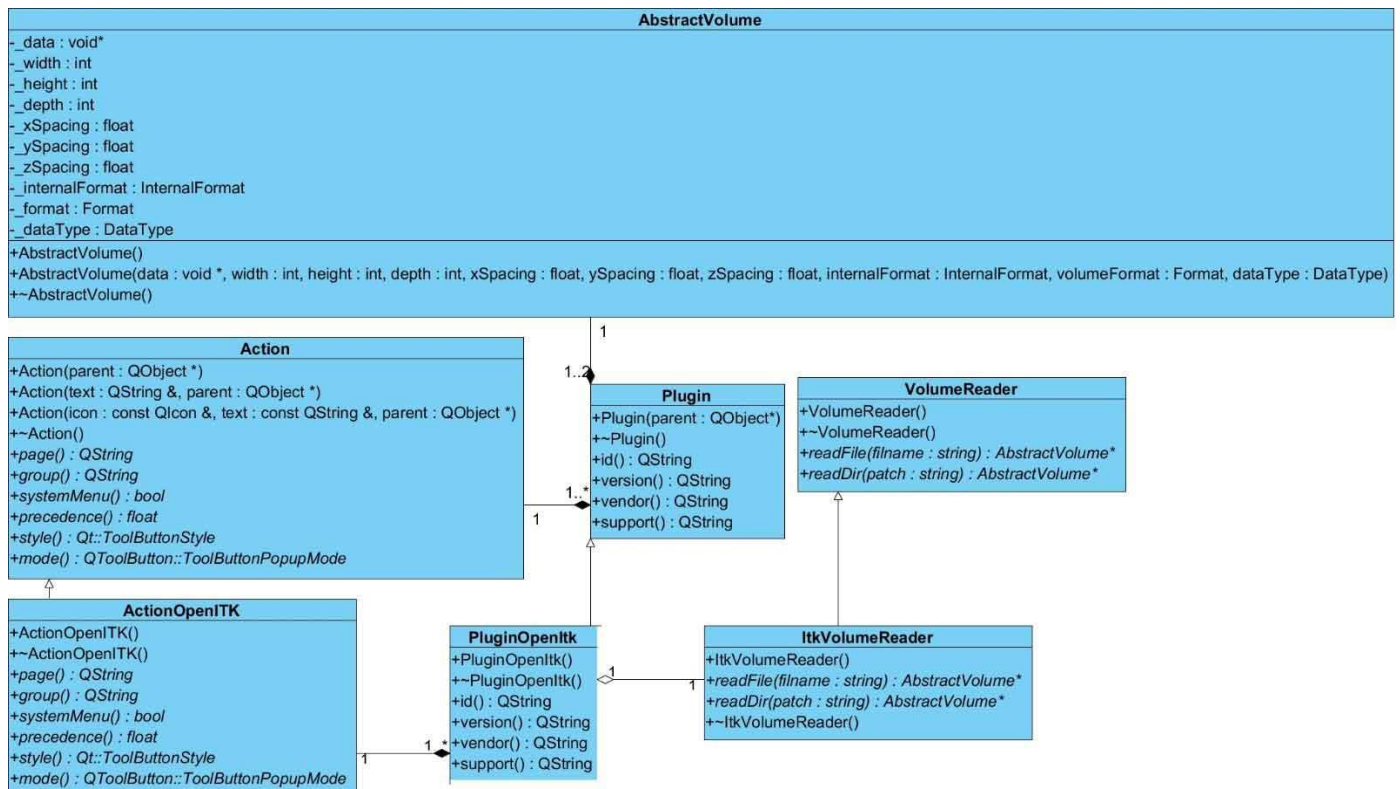 AbstractVolume
-_data : void*
-_width : int
-_height : int
-_depth : int
-_xSpacing : float
-_ySpacing : float
-_zSpacing : float
-_internalFormat : InternalFormat
-_format : Format
-_dataType : DataType
+AbstractVolume()
+AbstractVolume(data : void *, width : int, height : int, depth : int, xSpacing : float, ySpacing : float, zSpacing : float, internalFormat : InternalFormat, volumeFormat : Format, dataType : DataType)
+~AbstractVolume()
1
1..2
Action
+Action(parent : QObject *)
+Action(text : QString &, parent : QObject *)
+Action(icon : const QIcon &, text : const QString &, parent : QObject *)
+~Action()
+page() : QString
+group() : QString
+systemMenu() : bool
+precedence() : float
+style() : Qt::ToolButtonStyle
+mode() : QToolButton::ToolButtonPopupMode
1
1..*
Plugin
+Plugin(parent : QObject*)
+~Plugin()
+id() : QString
+version() : QString
+vendor() : QString
+support() : QString
VolumeReader
+VolumeReader()
+~VolumeReader()
+readFile(filname : string) : AbstractVolume*
+readDir(patch : string) : AbstractVolume*
ActionOpenITK
+ActionOpenITK()
+~ActionOpenITK()
+page() : QString
+group() : QString
+systemMenu() : bool
+precedence() : float
+style() : Qt::ToolButtonStyle
+mode() : QToolButton::ToolButtonPopupMode
1
1..*
PluginOpenItk
+PluginOpenItk()
+~PluginOpenItk()
+id() : QString
+version() : QString
+vendor() : QString
+support() : QString
1
1
ItkVolumeReader
+ItkVolumeReader()
+readFile(filname : string) : AbstractVolume*
+readDir(patch : string) : AbstractVolume*
+~ItkVolumeReader()